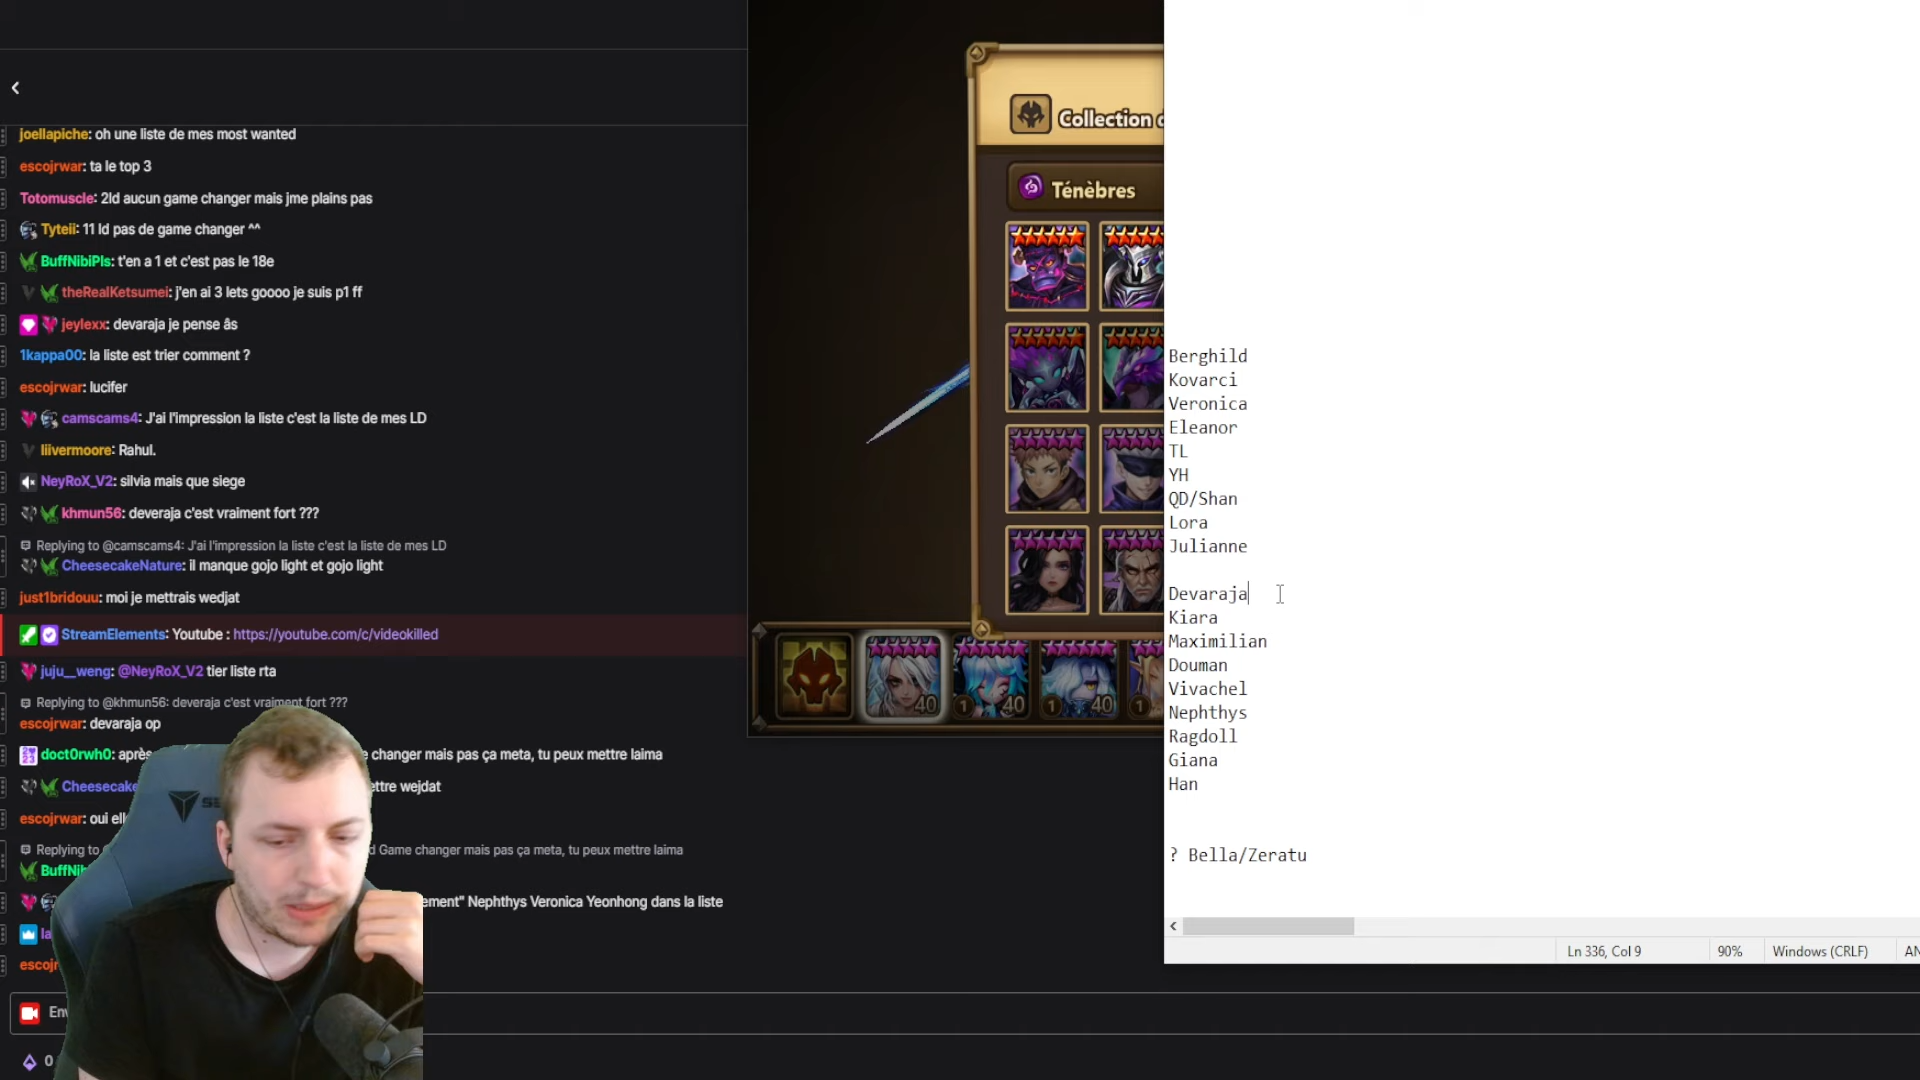 joellapiche: oh une liste de mes most wanted
escojrwar: ta le top 3
Totomuscle: 2ld aucun game changer mais jme plains pas
Tyteii: 11 ld pas de game changer ^^
BuffNibiPls: t'en a 1 et c'est pas le 18e
theRealKetsumei: j'en ai 3 lets goooo je suis p1 ff
jeylexx: devaraja je pense âs
1kappa00: la liste est trier comment ?
escojrwar: lucifer
camscams4: J'ai l'impression la liste c'est la liste de mes LD
liivermoore: Rahul.
NeyRoX_V2: silvia mais que siege
khmun56: deveraja c'est vraiment fort ???
Replying to @camscams4: J'ai l'impression la liste c'est la liste de mes LD
CheesecakeNature: il manque gojo light et gojo light
just1bridouu: moi je mettrais wedjat
StreamElements: Youtube : https://youtube.com/c/videokilled
juju__weng: @NeyRoX_V2 tier liste rta
Replying to @khmun56: deveraja c'est vraiment fort ???
escojrwar: devaraja op
doct0rwh0: après changer mais pas ça meta, tu peux mettre laima
Cheesecake ettre wejdat
escojrwar: oui ell
Replying to d Game changer mais pas ça meta, tu peux mettre laima
BuffNib
ement" Nephthys Veronica Yeonhong dans la liste
la
escojr
Env
0
Collection d
Ténèbres
40
1 40
1 40
1
Berghild
Kovarci
Veronica
Eleanor
TL
YH
QD/Shan
Lora
Julianne
Devaraja
Kiara
Maximilian
Douman
Vivachel
Nephthys
Ragdoll
Giana
Han
? Bella/Zeratu
Ln 336, Col 9
90%
Windows (CRLF)
AN